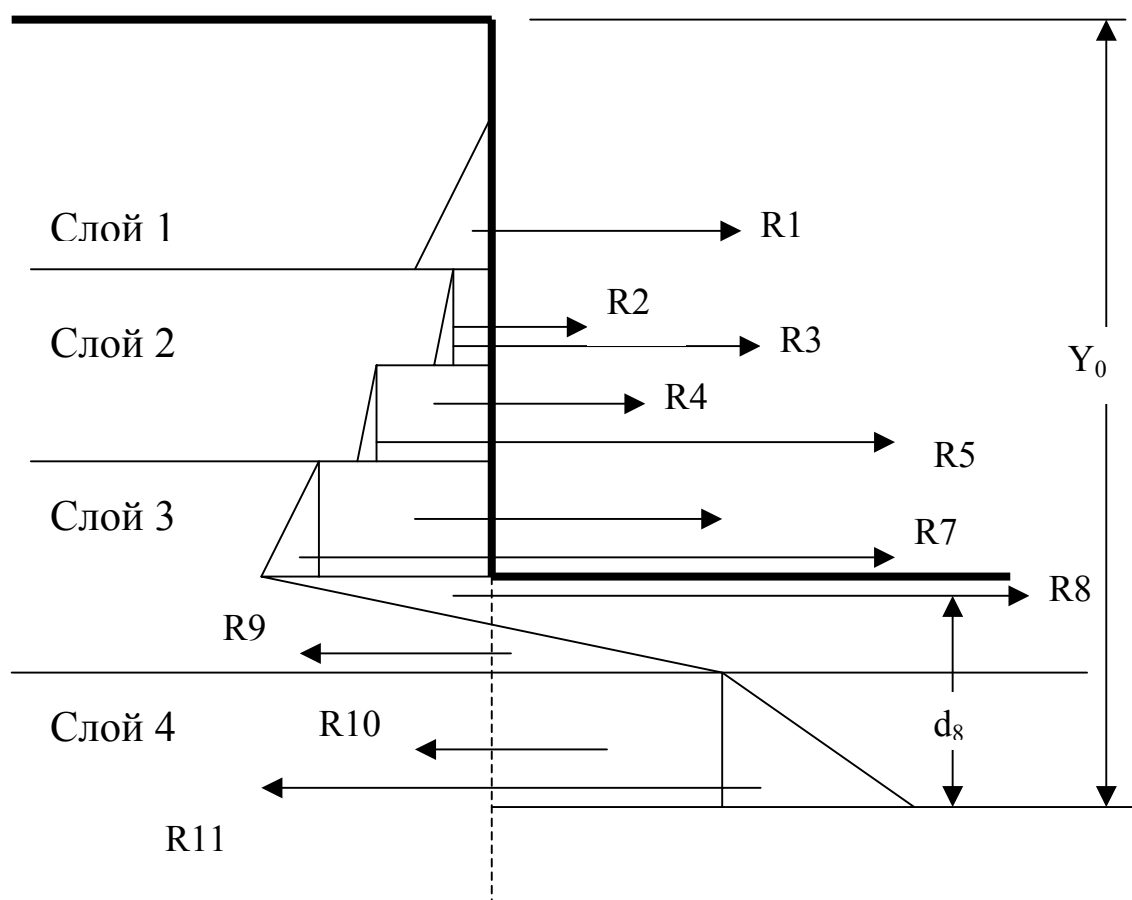 Слой 1
R1
R2
Слой 2
R3
Y₀
R4
R5
Слой 3
R7
R8
R9
Слой 4
R10
d₈
R11